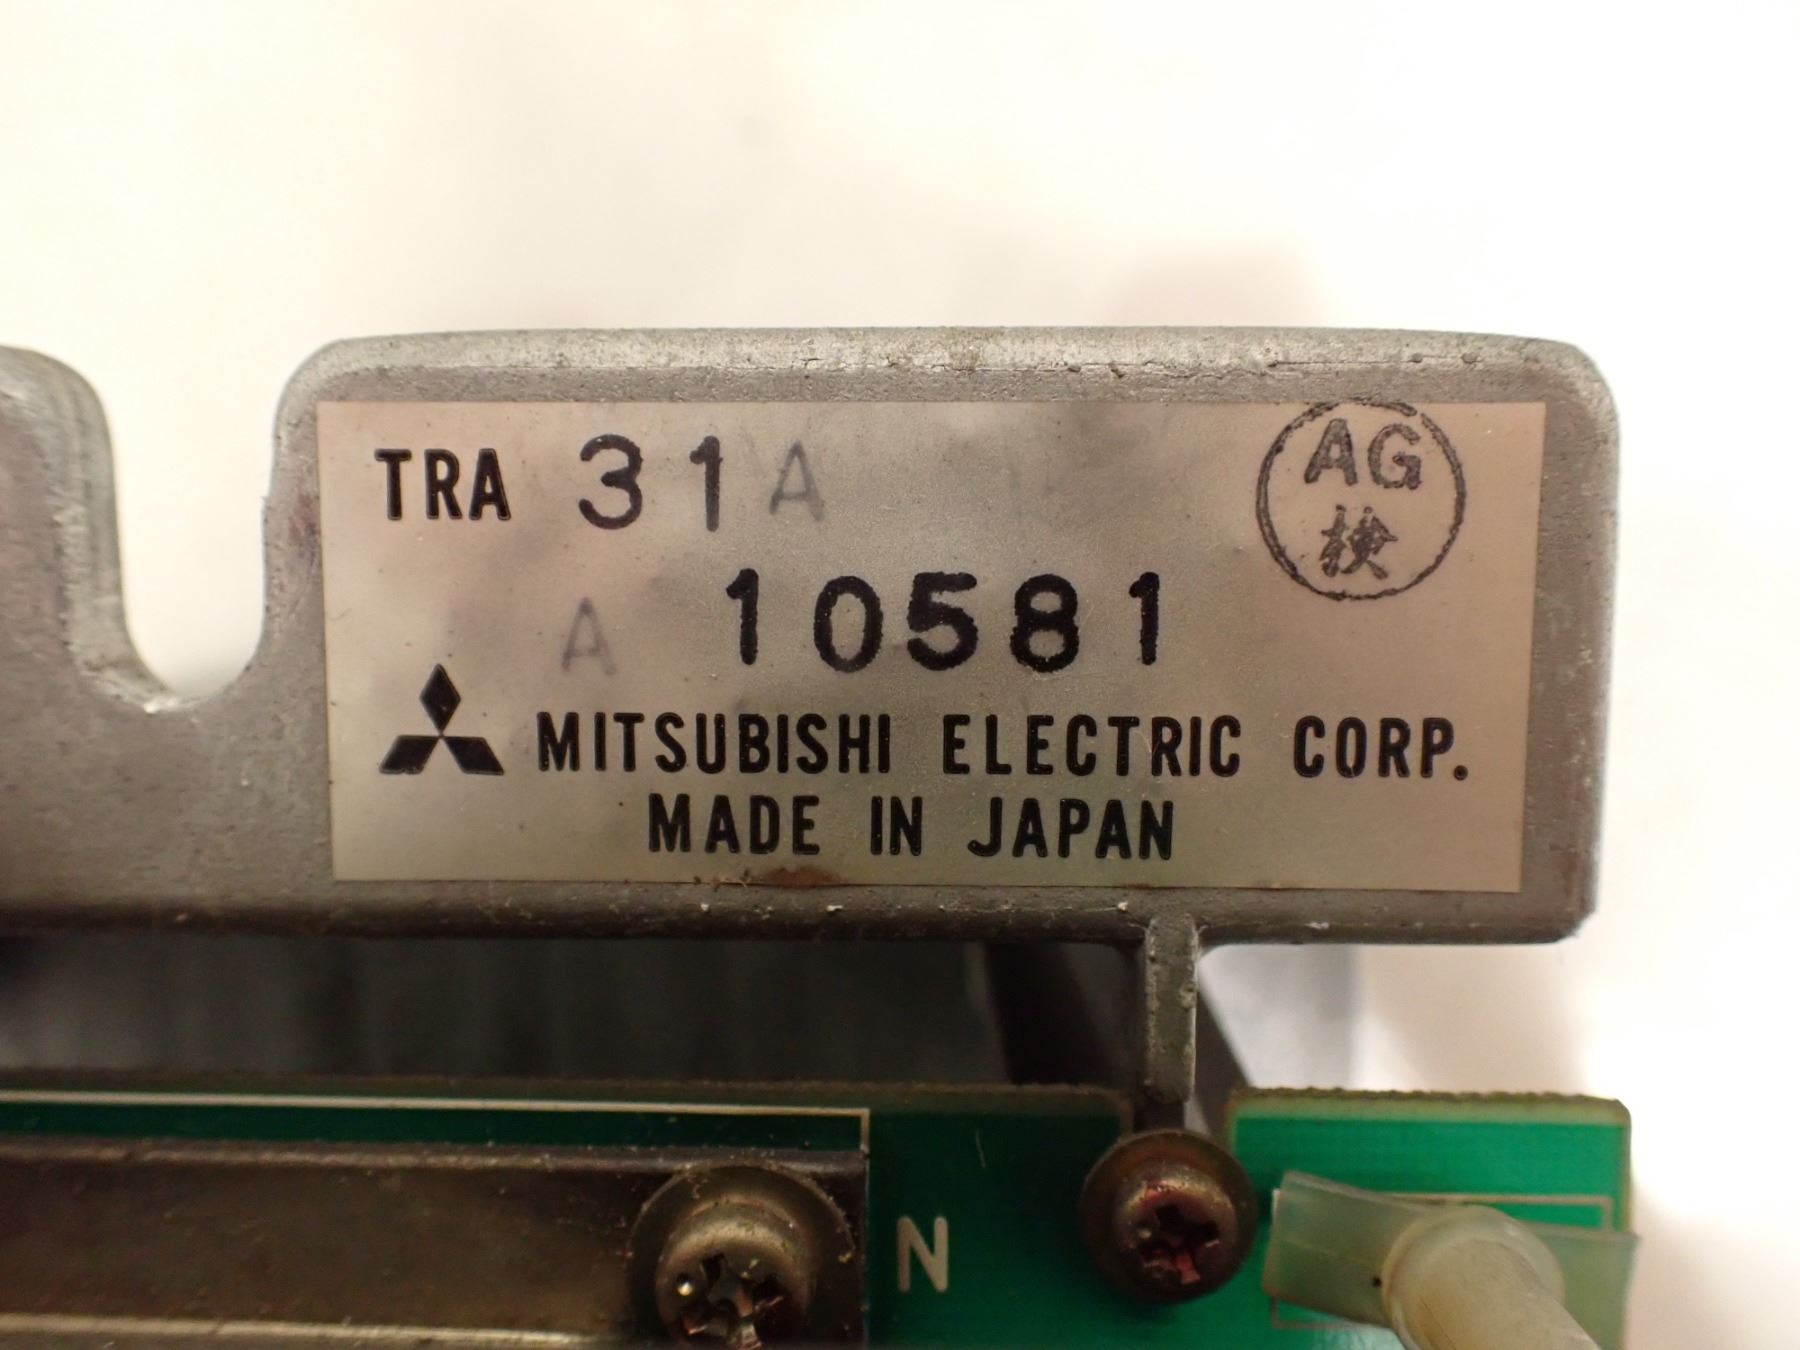 TRA 31A
AG
検
A 10581
MITSUBISHI ELECTRIC CORP.
MADE IN JAPAN
N